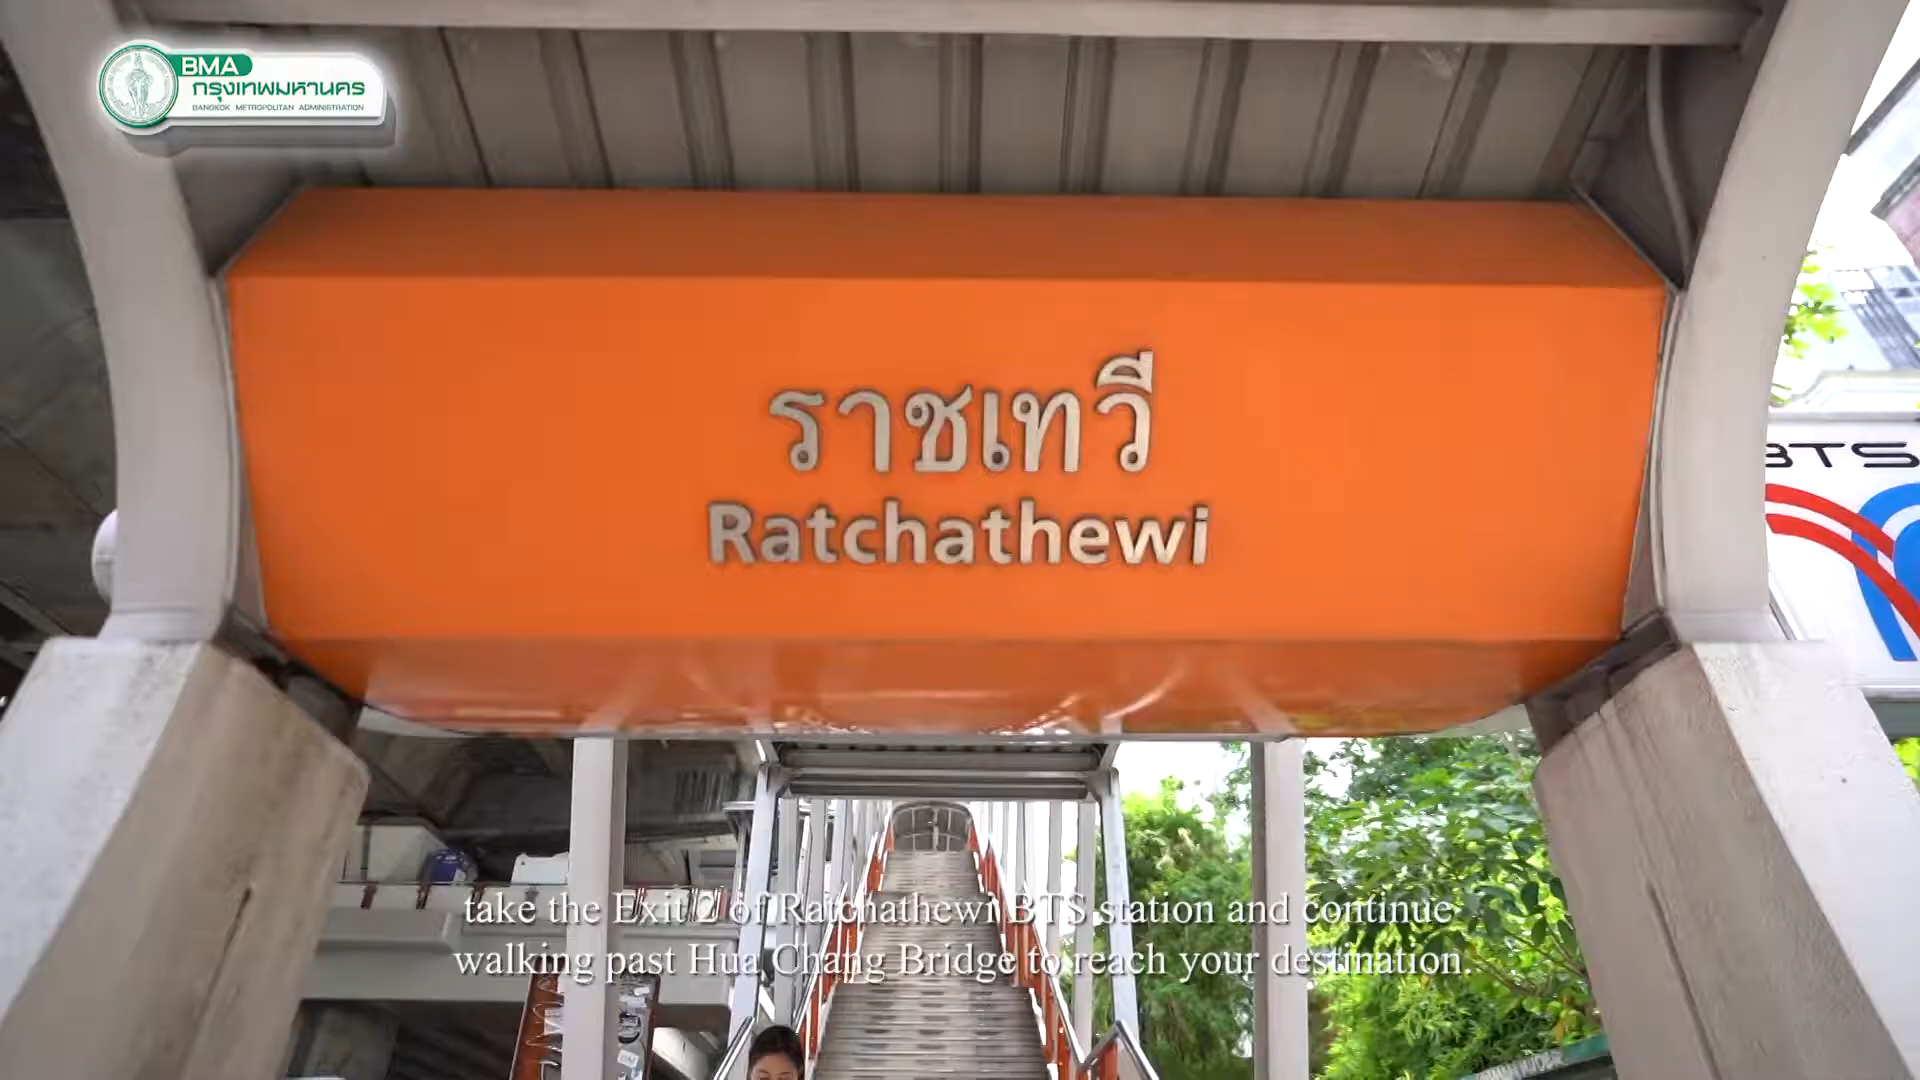 BMA
กรุงเทพมหานคร
BANGKOK METROPOLITAN ADMINISTRATION
ราชเทวี
Ratchathewi
BTS
take the Exit 2 of Ratchathewi BTS station and continue
walking past Hua Chang Bridge to reach your destination.